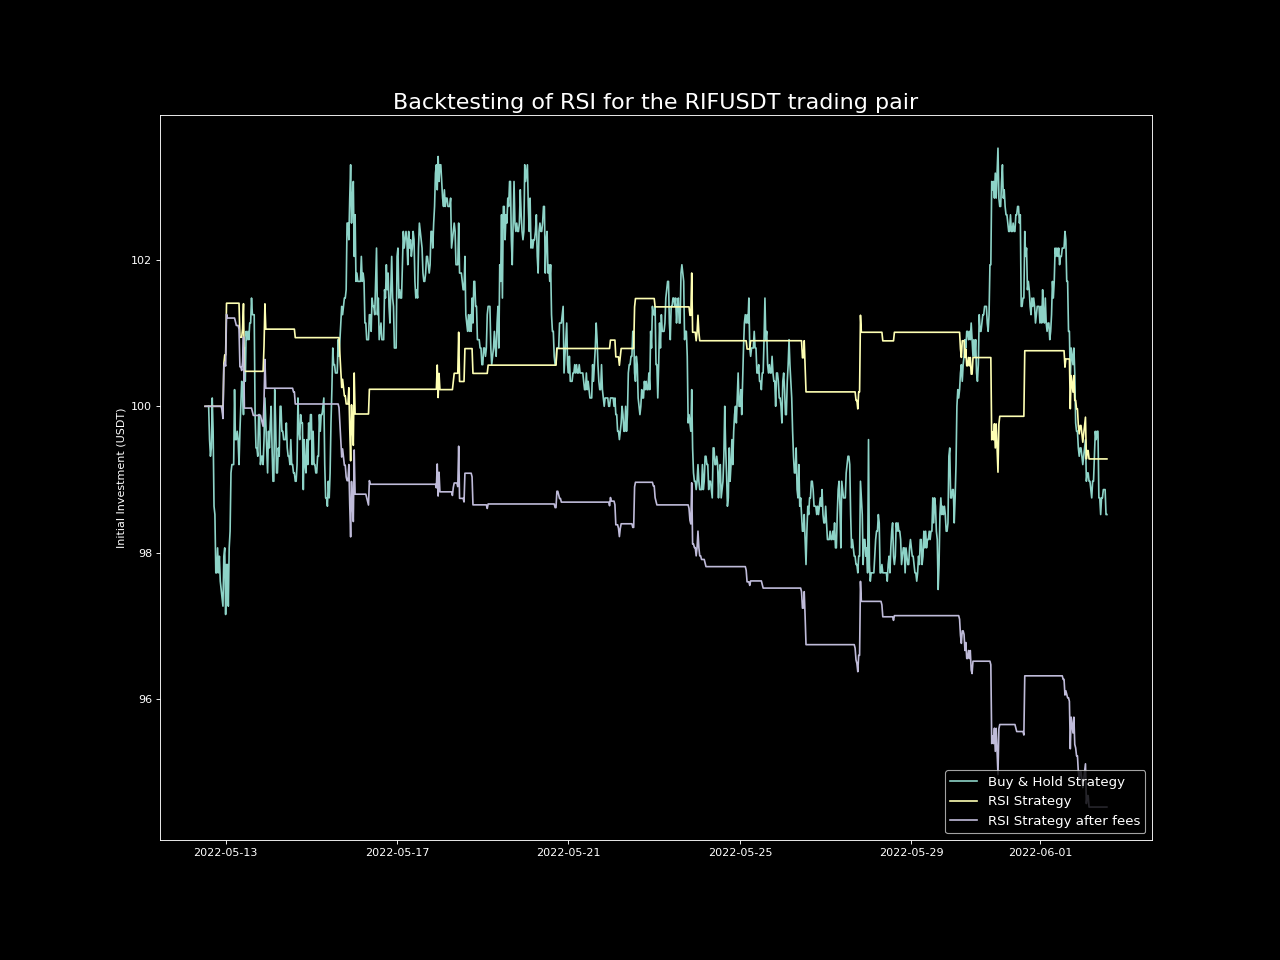 Backtesting of RSI for the RIFUSDT trading pair
Initial Investment (USDT)
102
100
98
96
2022-05-13 2022-05-17 2022-05-21 2022-05-25 2022-05-29 2022-06-01
Buy & Hold Strategy
RSI Strategy
RSI Strategy after fees